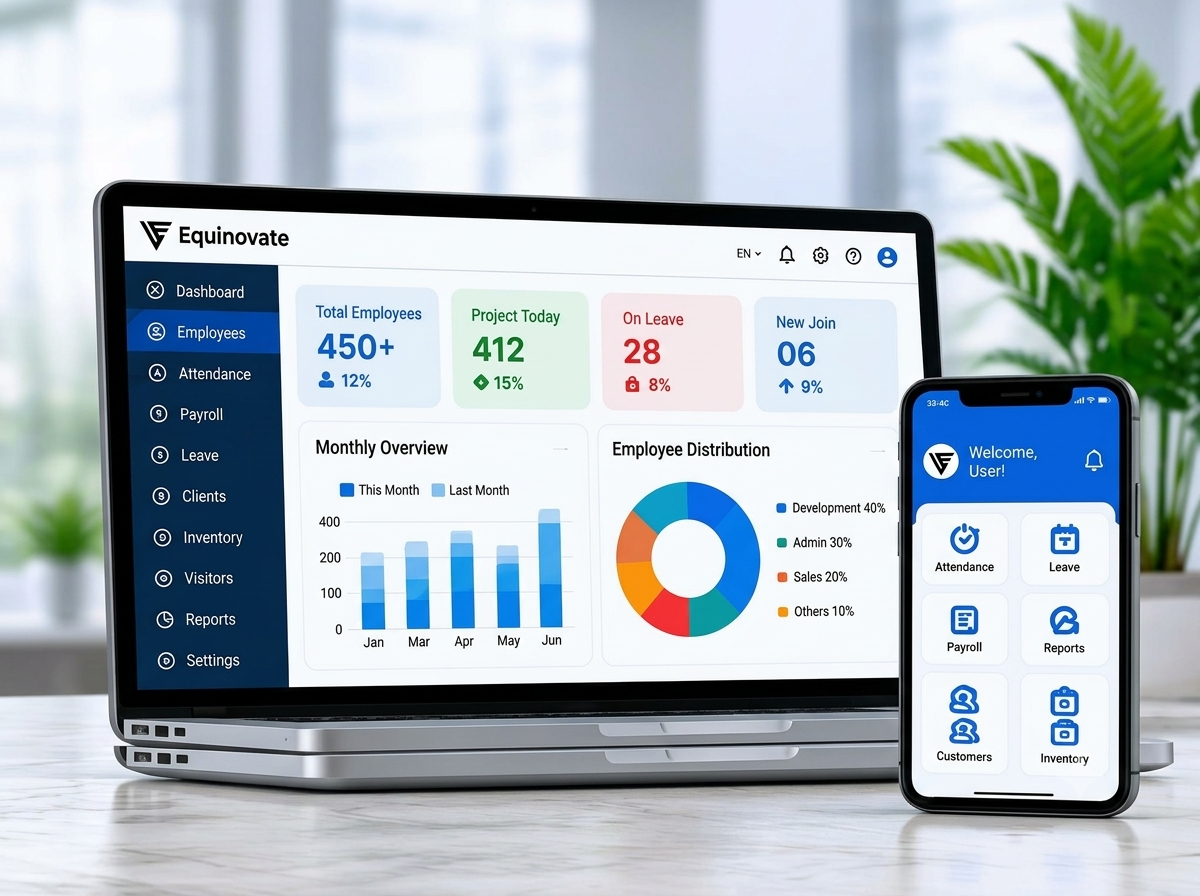 Equinovate
EN
Dashboard
Employees
Attendance
Payroll
Leave
Clients
Inventory
Visitors
Reports
Settings
Total Employees
450+
12%
Project Today
412
15%
On Leave
28
8%
New Join
06
9%
Monthly Overview
This Month
Last Month
400
200
100
0
Jan
Mar
Apr
May
Jun
Employee Distribution
Development 40%
Admin 30%
Sales 20%
Others 10%
33-4C
Welcome,
User!
Attendance
Leave
Payroll
Reports
Customers
Inventory